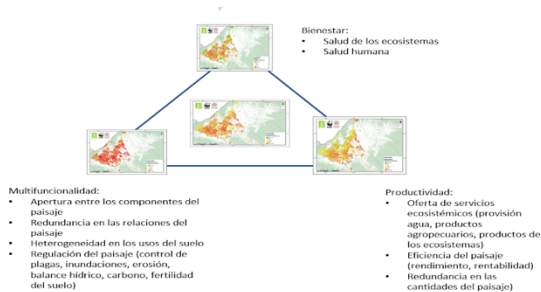 Bienestar:
• Salud de los ecosistemas
• Salud humana
Multifuncionalidad:
• Apertura entre los componentes del
paisaje
• Redundancia en las relaciones del
paisaje
• Heterogeneidad en los usos del suelo
• Regulación del paisaje (control de
plagas, inundaciones, erosión,
balance hídrico, carbono, fertilidad
del suelo)
Productividad:
• Oferta de servicios
ecosistémicos (provisión
agua, productos
agropecuarios, productos de
los ecosistemas)
• Eficiencia del paisaje
(rendimiento, rentabilidad)
• Redundancia en las
cantidades del paisaje)